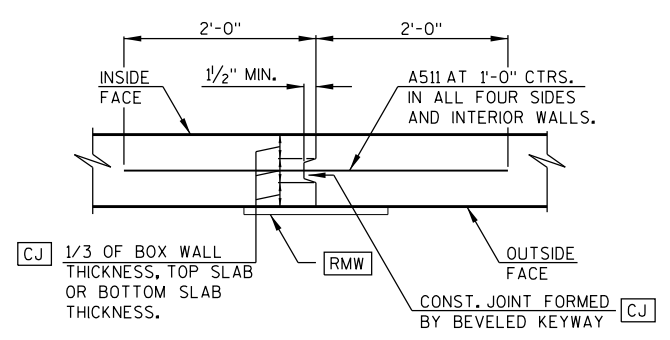 2'-0" 2'-0"
INSIDE
FACE
1 1/2" MIN.
A511 AT 1'-0" CTRS.
IN ALL FOUR SIDES
AND INTERIOR WALLS.
CJ 1/3 OF BOX WALL
THICKNESS, TOP SLAB
OR BOTTOM SLAB
THICKNESS.
RMW
OUTSIDE
FACE
CONST. JOINT FORMED
BY BEVELED KEYWAY CJ